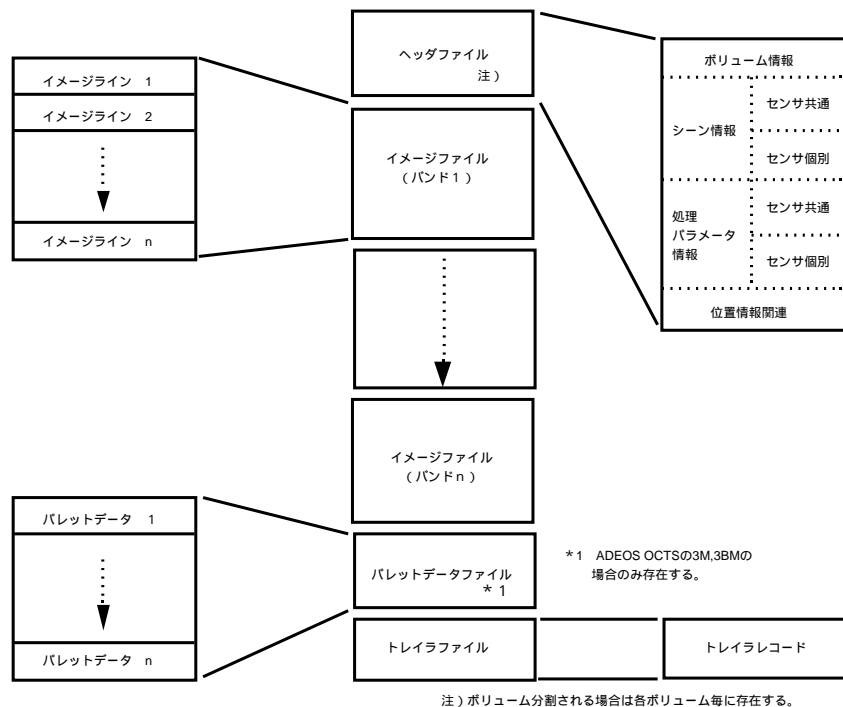 イメージライン 1
イメージライン 2
イメージライン n
ヘッダファイル
注）
イメージファイル
（バンド１）
イメージファイル
（バンドｎ）
ボリューム情報
シーン情報
センサ共通
センサ個別
処理
パラメータ
情報
センサ共通
センサ個別
位置情報関連
パレットデータ 1
パレットデータ n
パレットデータファイル
＊1
＊1 ADEOS OCTSの3M,3BMの
場合のみ存在する。
トレイラファイル
トレイラレコード
注）ボリューム分割される場合は各ボリューム毎に存在する。